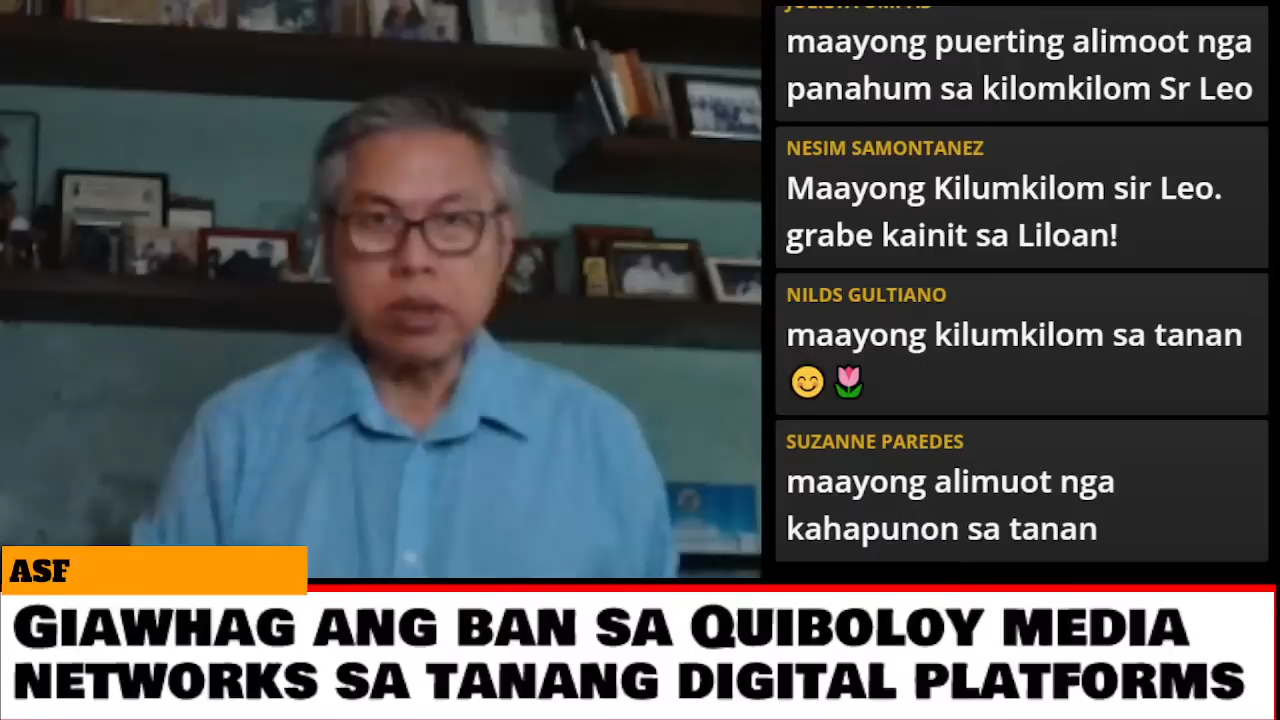 maayong puerting alimoot nga
panahum sa kilomkilom Sr Leo
NESIM SAMONTANEZ
Maayong Kilumkilom sir Leo.
grabe kainit sa Liloan!
NILDS GULTIANO
maayong kilumkilom sa tanan
😊🌷
SUZANNE PAREDES
maayong alimuot nga
kahapunon sa tanan
ASF
GIAWHAG ANG BAN SA QUIBOLOY MEDIA
NETWORKS SA TANANG DIGITAL PLATFORMS